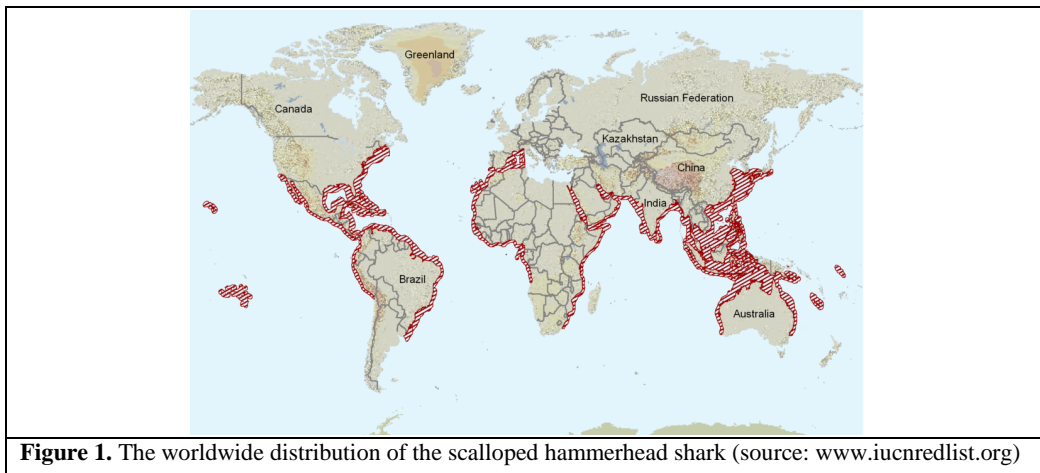 Greenland
Canada
Russian Federation
Kazakhstan
China
India
Brazil
Australia
Figure 1. The worldwide distribution of the scalloped hammerhead shark (source: www.iucnredlist.org)